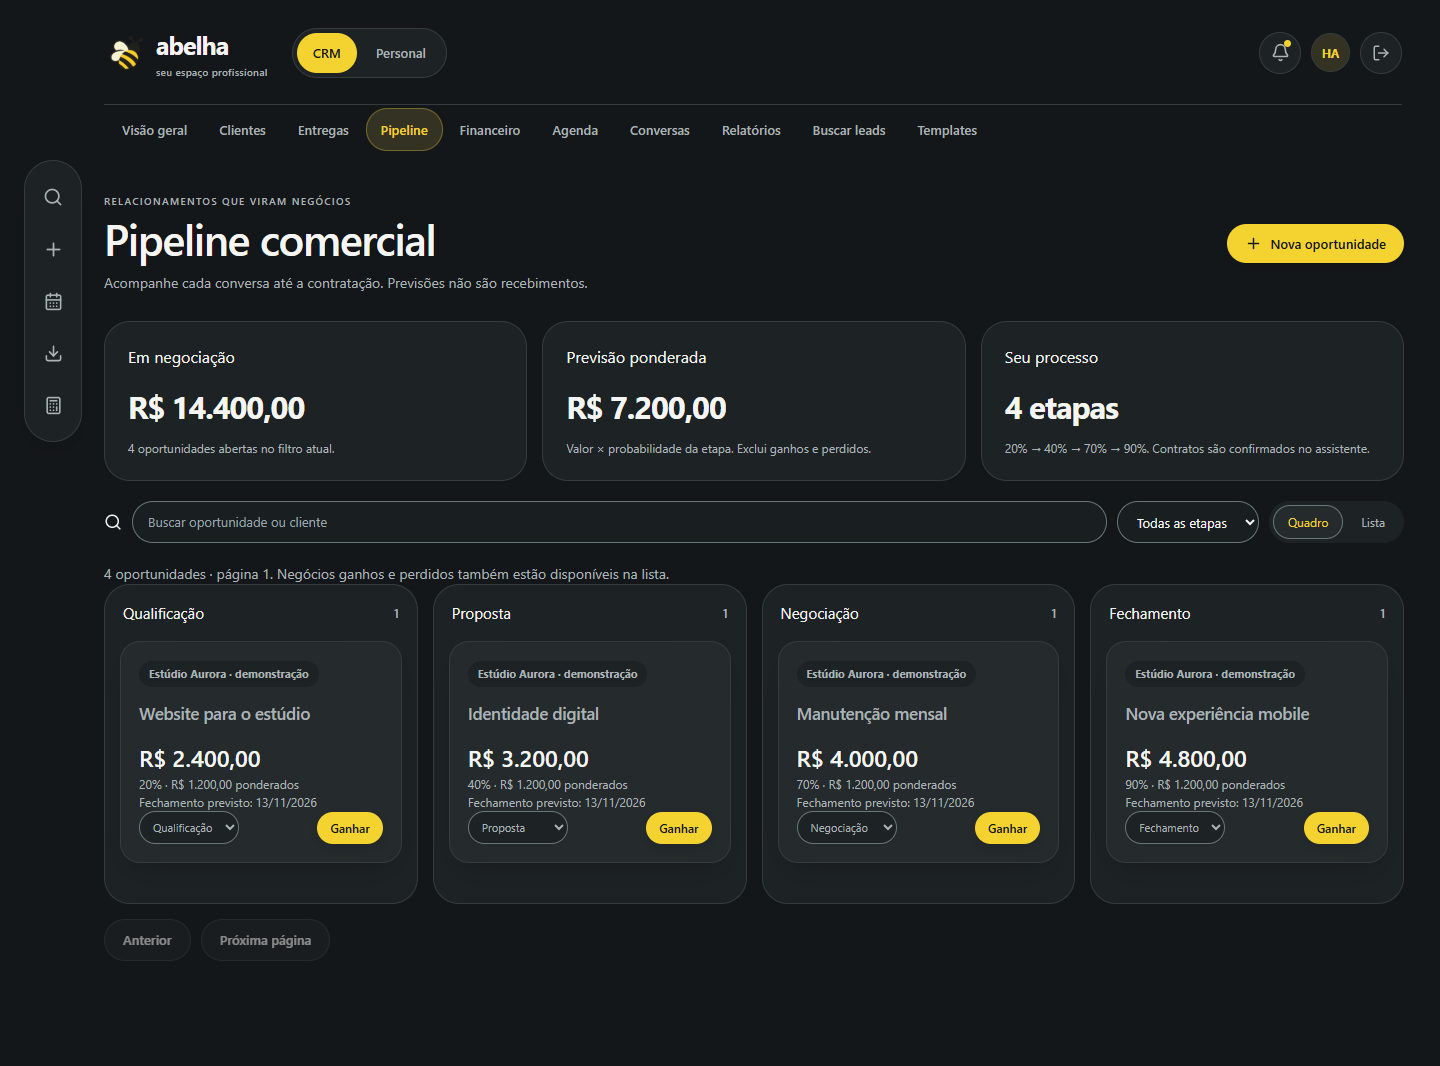 abelha
seu espaço profissional
CRM
Personal
HA
Visão geral
Clientes
Entregas
Pipeline
Financeiro
Agenda
Conversas
Relatórios
Buscar leads
Templates
RELACIONAMENTOS QUE VIRAM NEGÓCIOS
Pipeline comercial
Nova oportunidade
Acompanhe cada conversa até a contratação. Previsões não são recebimentos.
Em negociação
R$ 14.400,00
4 oportunidades abertas no filtro atual.
Previsão ponderada
R$ 7.200,00
Valor × probabilidade da etapa. Exclui ganhos e perdidos.
Seu processo
4 etapas
20% → 40% → 70% → 90%. Contratos são confirmados no assistente.
Buscar oportunidade ou cliente
Todas as etapas
Quadro
Lista
4 oportunidades · página 1. Negócios ganhos e perdidos também estão disponíveis na lista.
Qualificação
1
Estúdio Aurora · demonstração
Website para o estúdio
R$ 2.400,00
20% · R$ 1.200,00 ponderados
Fechamento previsto: 13/11/2026
Qualificação
Ganhar
Proposta
1
Estúdio Aurora · demonstração
Identidade digital
R$ 3.200,00
40% · R$ 1.200,00 ponderados
Fechamento previsto: 13/11/2026
Proposta
Ganhar
Negociação
1
Estúdio Aurora · demonstração
Manutenção mensal
R$ 4.000,00
70% · R$ 1.200,00 ponderados
Fechamento previsto: 13/11/2026
Negociação
Ganhar
Fechamento
1
Estúdio Aurora · demonstração
Nova experiência mobile
R$ 4.800,00
90% · R$ 1.200,00 ponderados
Fechamento previsto: 13/11/2026
Fechamento
Ganhar
Anterior
Próxima página